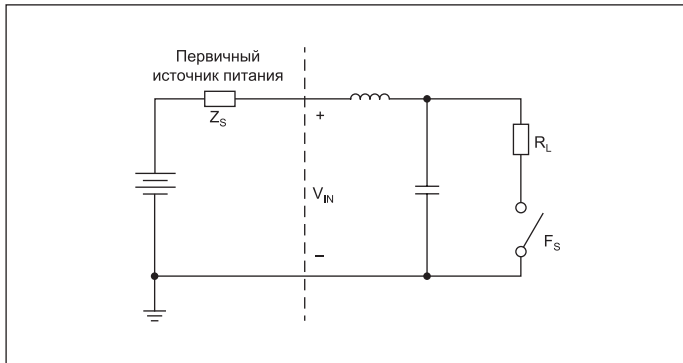 Первичный
источник питания
Z_S
+
R_L
V_IN
F_S
–